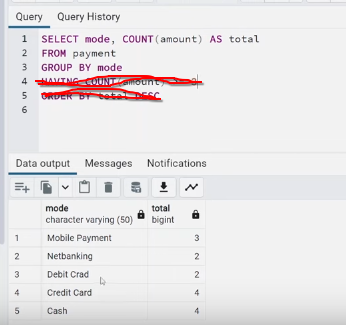 Query Query History
1 SELECT mode, COUNT(amount) AS total
2 FROM payment
3 GROUP BY mode
4 HAVING COUNT(amount)
5 ORDER BY total DESC
6
Data output Messages Notifications
mode total
character varying (50) bigint
1 Mobile Payment 3
2 Netbanking 2
3 Debit Crad 2
4 Credit Card 4
5 Cash 4